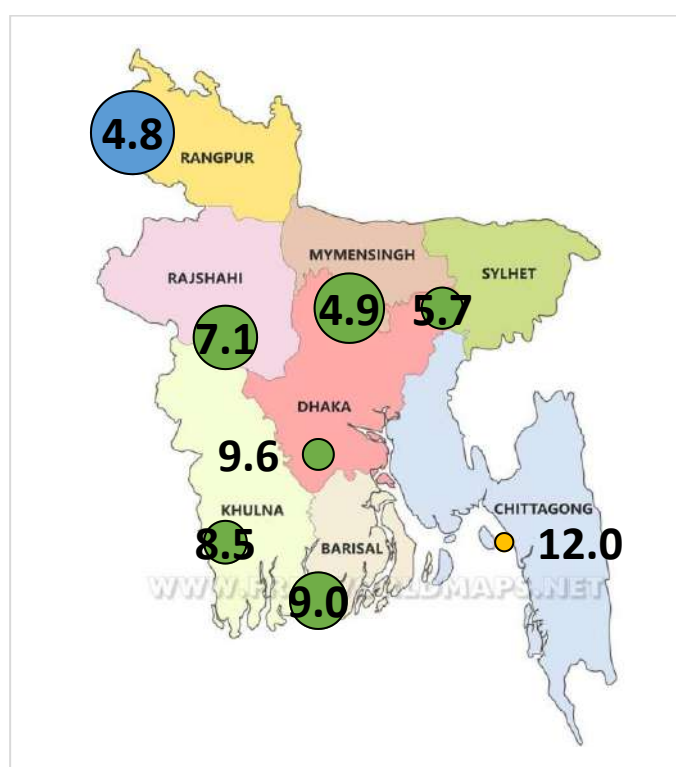 4.8
RANGPUR
MYMENSINGH
RAJSHAHI
SYLHET
4.9
5.7
7.1
DHAKA
9.6
KHULNA
CHITTAGONG
8.5
BARISAL
12.0
9.0